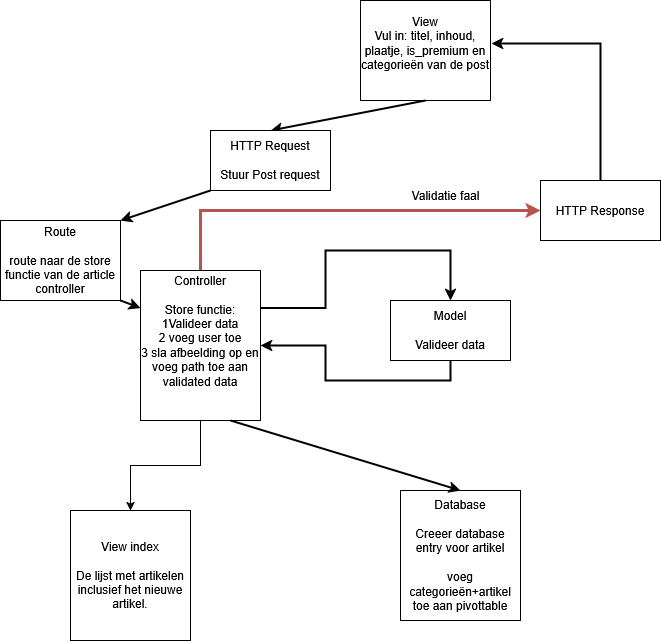 View
Vul in: titel, inhoud,
plaatje, is_premium en
categorieën van de post
HTTP Request
Stuur Post request
Validatie faal
HTTP Response
Route
route naar de store
functie van de article
controller
Controller
Store functie:
1Valideer data
2 voeg user toe
3 sla afbeelding op en
voeg path toe aan
validated data
Model
Valideer data
View index
De lijst met artikelen
inclusief het nieuwe
artikel.
Database
Creeer database
entry voor artikel
voeg
categorieën+artikel
toe aan pivottable